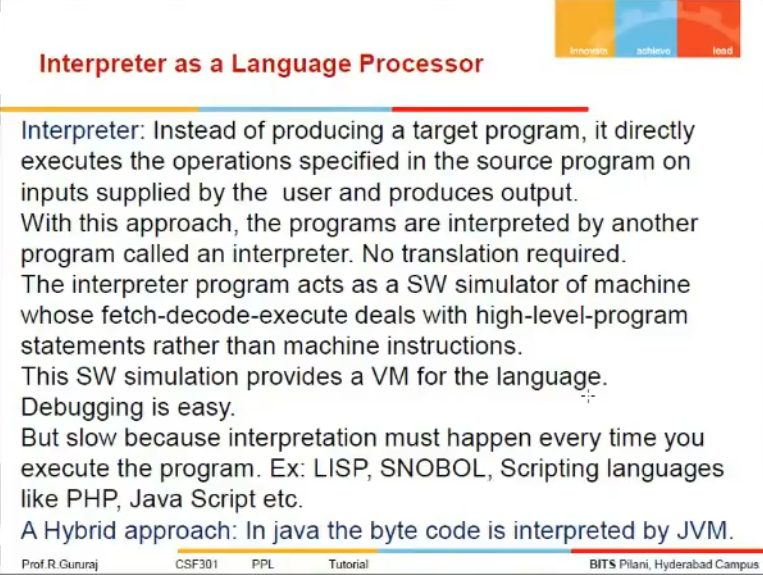 innovate achieve lead
Interpreter as a Language Processor
Interpreter: Instead of producing a target program, it directly
executes the operations specified in the source program on
inputs supplied by the user and produces output.
With this approach, the programs are interpreted by another
program called an interpreter. No translation required.
The interpreter program acts as a SW simulator of machine
whose fetch-decode-execute deals with high-level-program
statements rather than machine instructions.
This SW simulation provides a VM for the language.
Debugging is easy.
But slow because interpretation must happen every time you
execute the program. Ex: LISP, SNOBOL, Scripting languages
like PHP, Java Script etc.
A Hybrid approach: In java the byte code is interpreted by JVM.
Prof.R.Gururaj CSF301 PPL Tutorial BITS Pilani, Hyderabad Campus